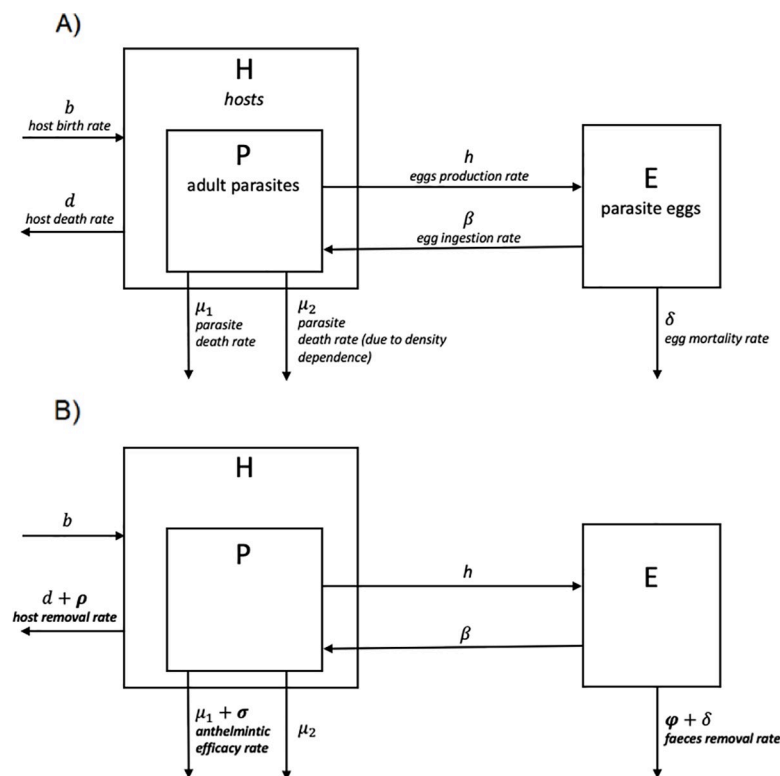 A)
H
hosts
b
host birth rate
P
adult parasites
h
eggs production rate
E
parasite eggs
d
host death rate
β
egg ingestion rate
μ₁
parasite
death rate
μ₂
parasite
death rate (due to density
dependence)
δ
egg mortality rate
B)
H
b
P
h
E
d + ρ
host removal rate
β
μ₁ + σ
anthelmintic
efficacy rate
μ₂
φ + δ
faeces removal rate